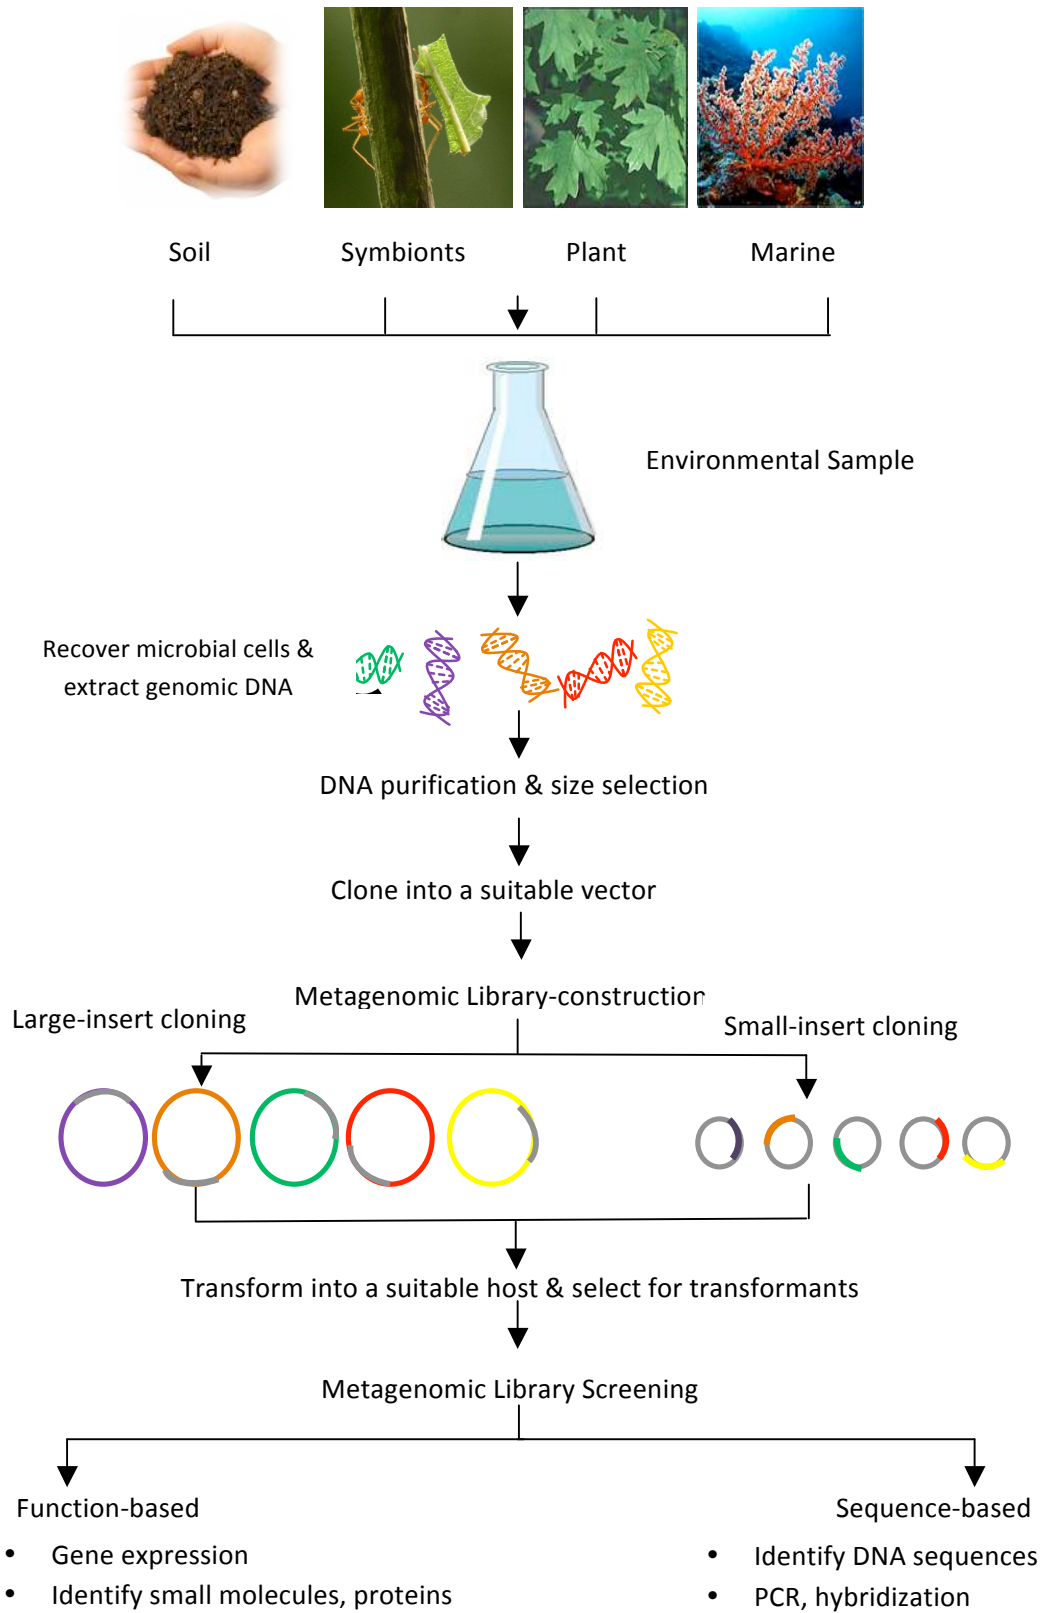 Soil
Symbionts
Plant
Marine
Environmental Sample
Recover microbial cells &
extract genomic DNA
DNA purification & size selection
Clone into a suitable vector
Metagenomic Library-construction
Large-insert cloning
Small-insert cloning
Transform into a suitable host & select for transformants
Metagenomic Library Screening
Function-based
• Gene expression
• Identify small molecules, proteins
Sequence-based
• Identify DNA sequences
• PCR, hybridization